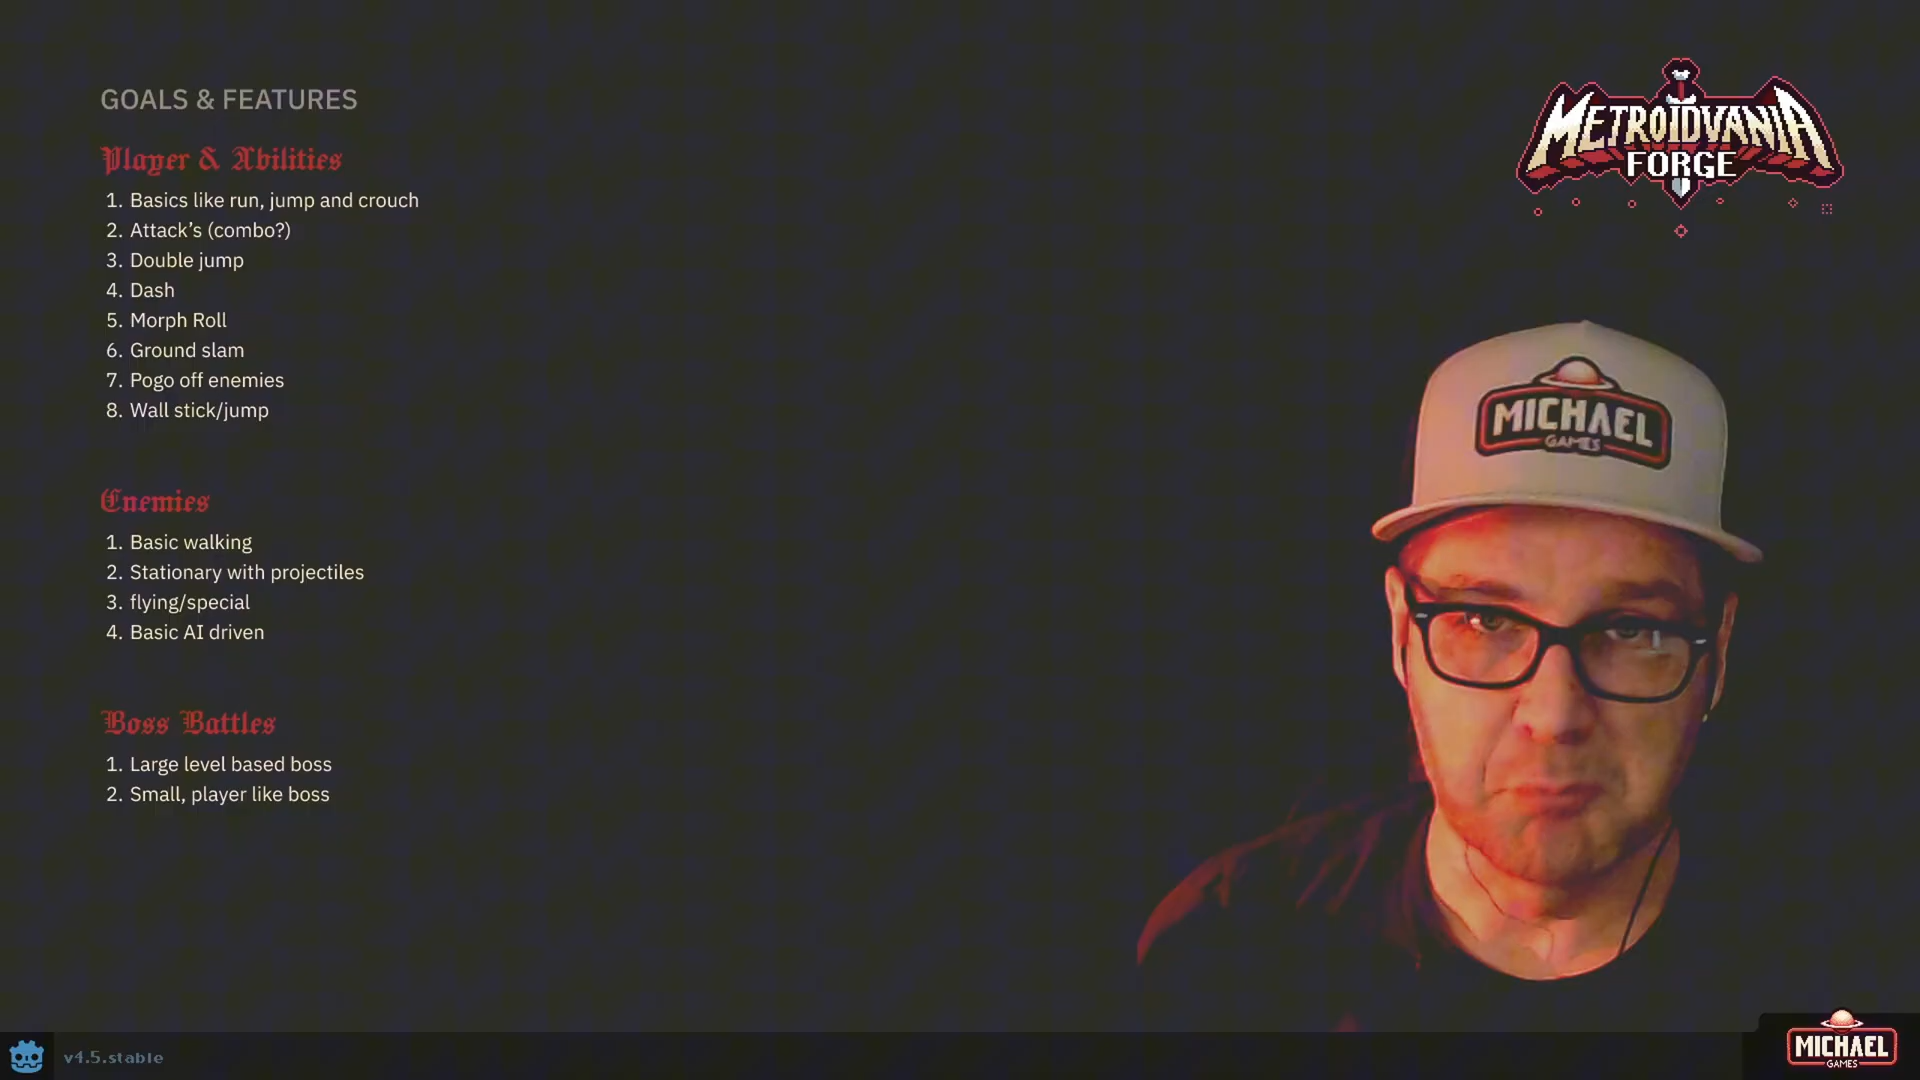 GOALS & FEATURES
Player & Abilities
1. Basics like run, jump and crouch
2. Attack’s (combo?)
3. Double jump
4. Dash
5. Morph Roll
6. Ground slam
7. Pogo off enemies
8. Wall stick/jump
Enemies
1. Basic walking
2. Stationary with projectiles
3. flying/special
4. Basic AI driven
Boss Battles
1. Large level based boss
2. Small, player like boss
METROIDVANIA
FORGE
MICHAEL
GAMES
v4.5.stable
MICHAEL
GAMES